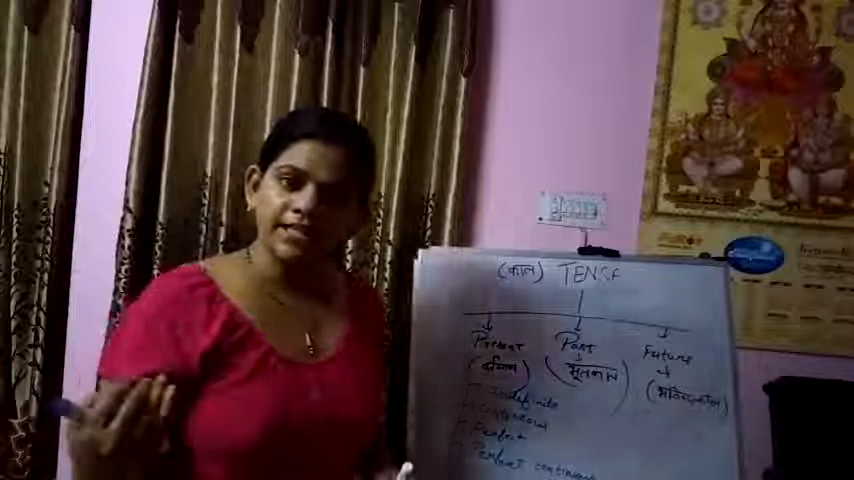 (काल) TENSE
Present Past Future
(वर्तमान) (भूतकाल) (भविष्यकाल)
Indefinite
Continuous
Perfect
Perfect continuous